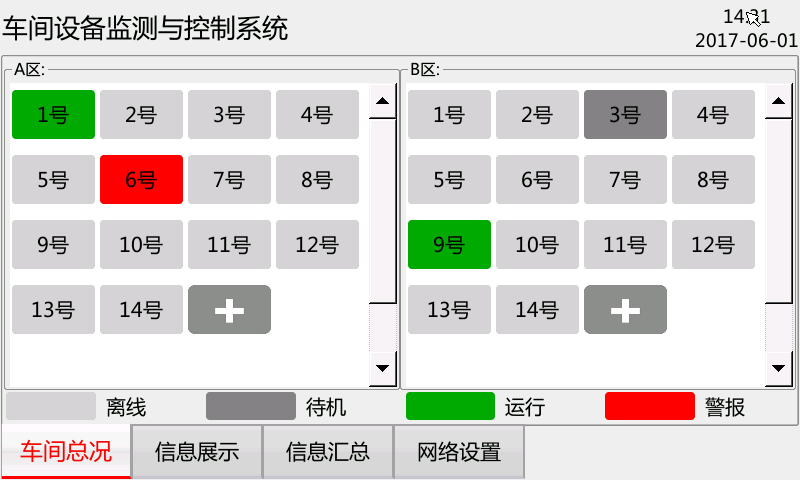 车间设备监测与控制系统
14:31
2017-06-01
A区:
1号 2号 3号 4号
5号 6号 7号 8号
9号 10号 11号 12号
13号 14号
B区:
1号 2号 3号 4号
5号 6号 7号 8号
9号 10号 11号 12号
13号 14号
离线 待机 运行 警报
车间总况 信息展示 信息汇总 网络设置